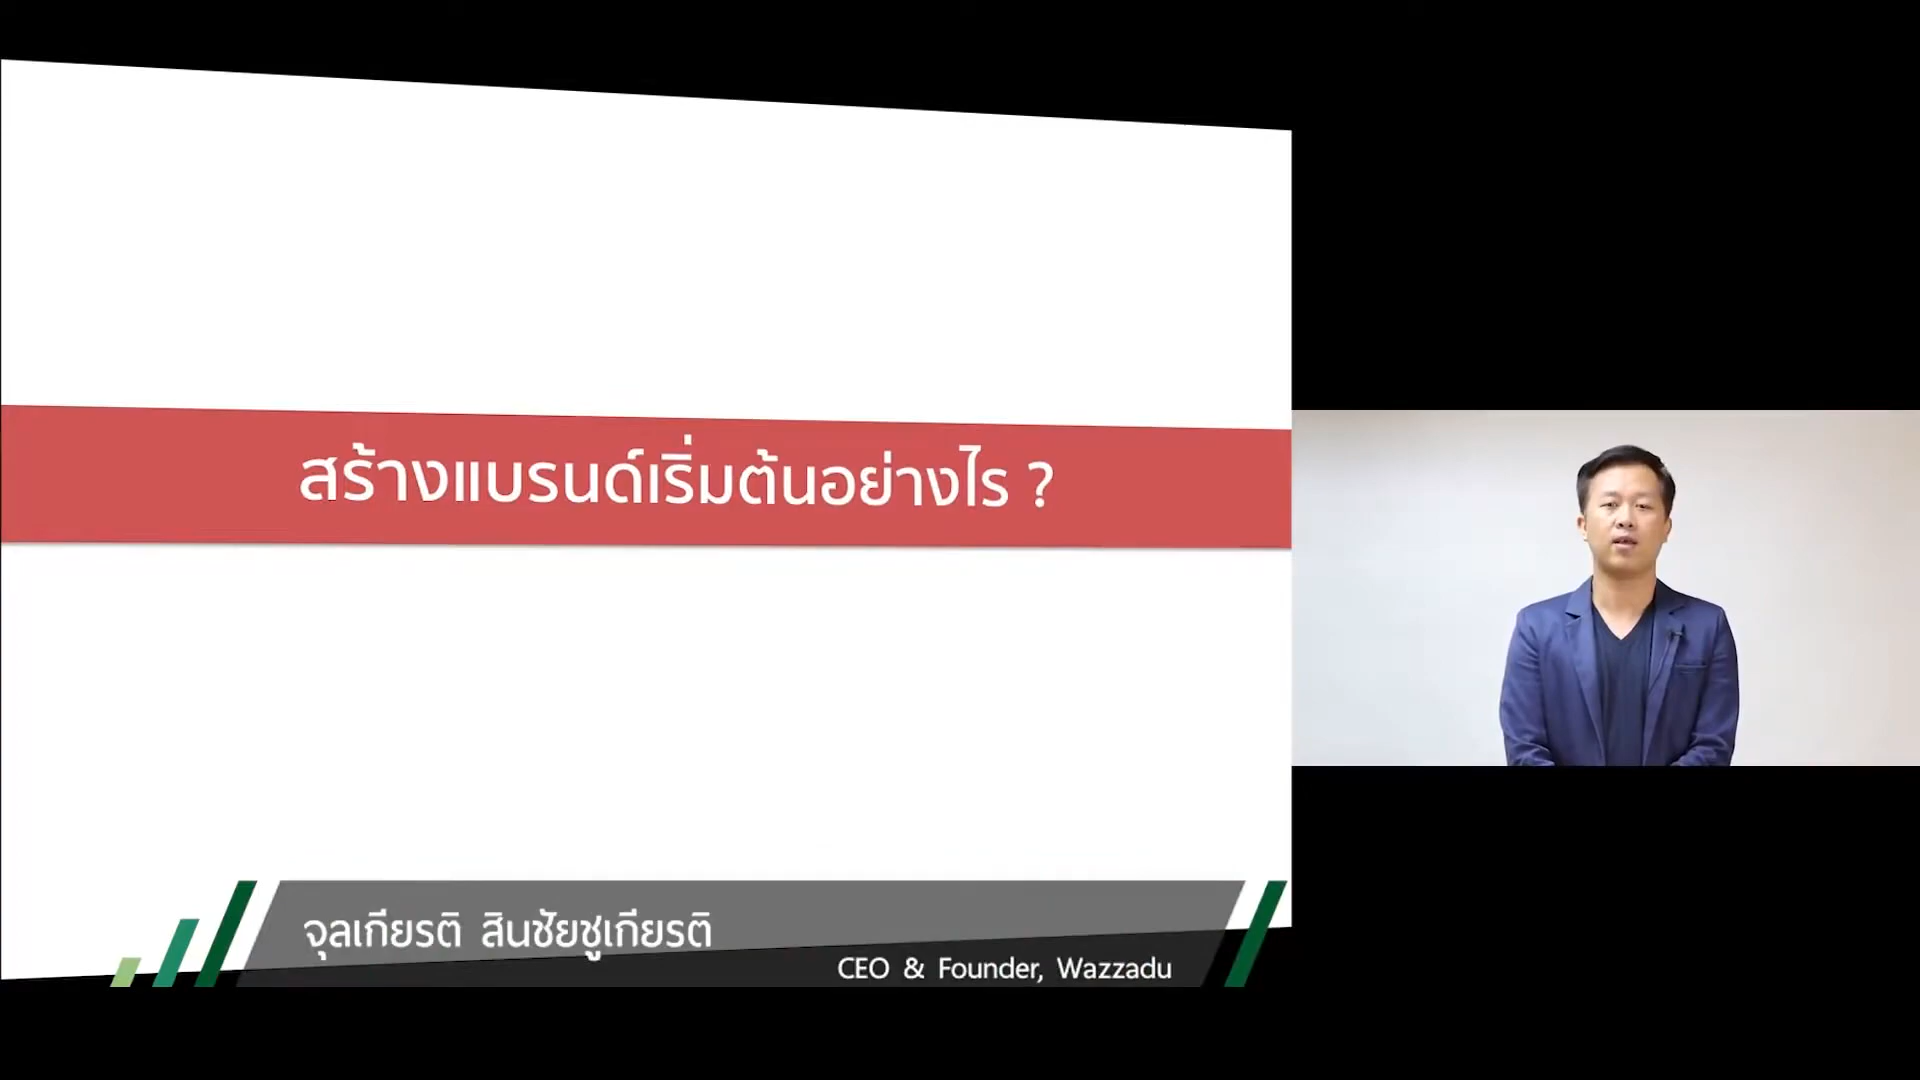 สร้างแบรนด์เริ่มต้นอย่างไร ?
จุลเกียรติ สินชัยชูเกียรติ
CEO & Founder, Wazzadu